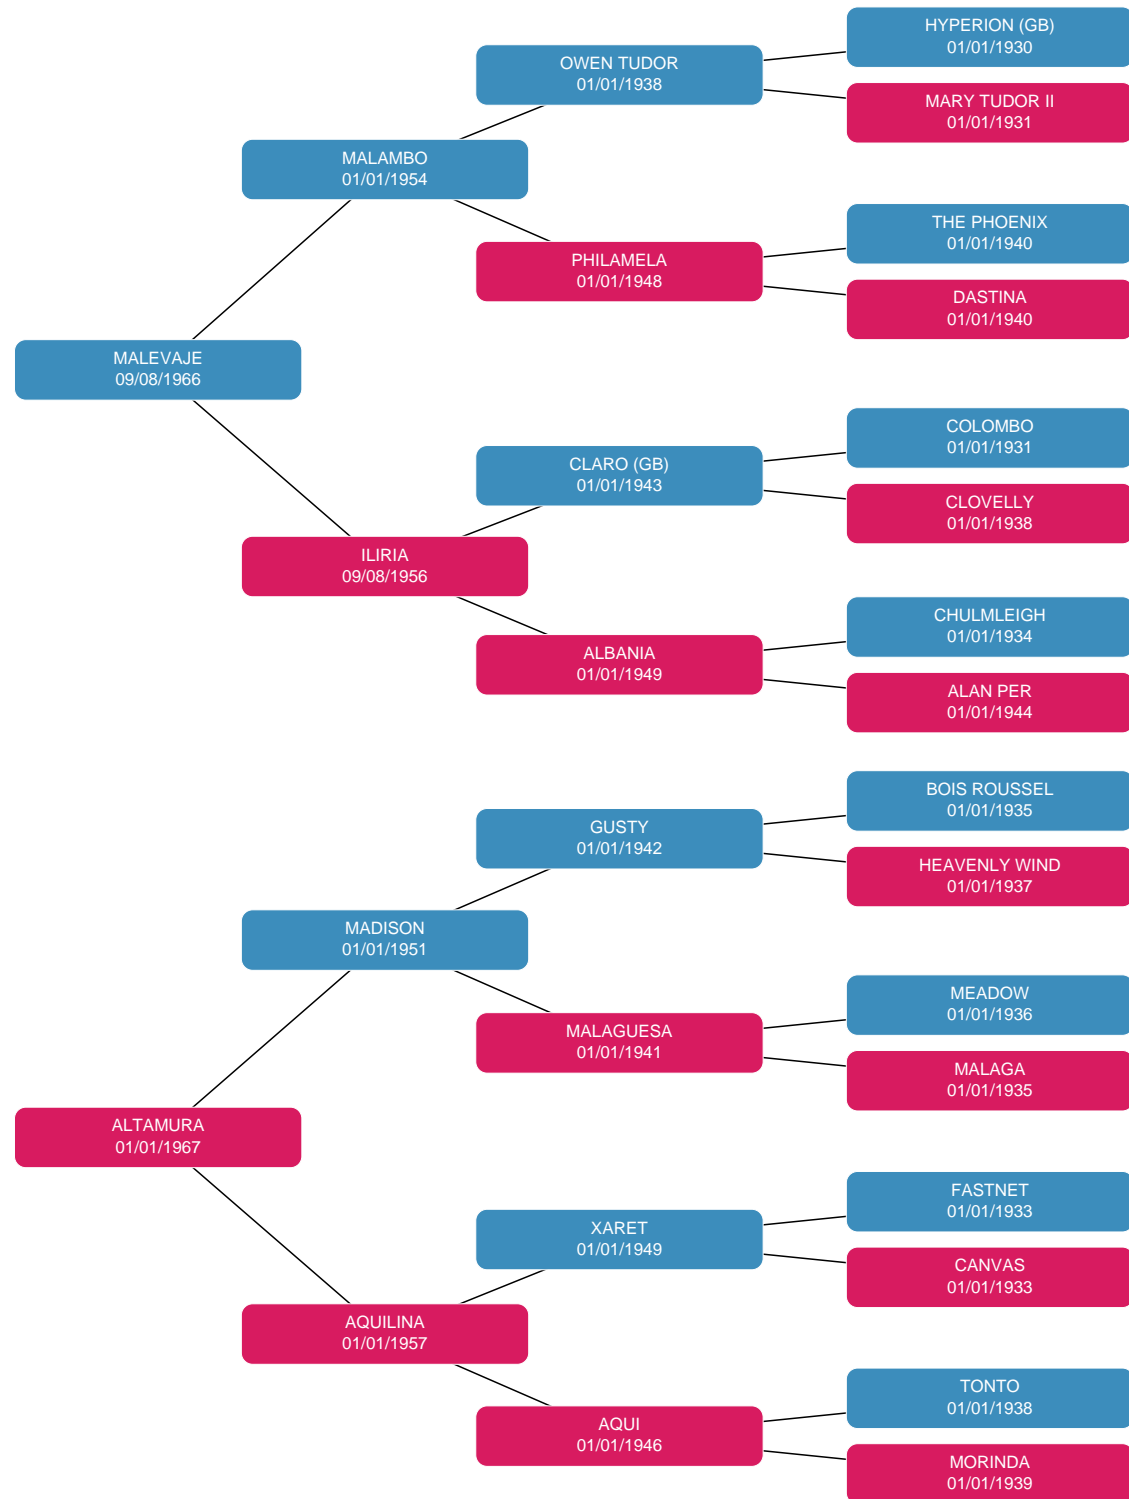 HYPERION (GB)
01/01/1930
OWEN TUDOR
01/01/1938
MARY TUDOR II
01/01/1931
MALAMBO
01/01/1954
THE PHOENIX
01/01/1940
PHILAMELA
01/01/1948
DASTINA
01/01/1940
MALEVAJE
09/08/1966
COLOMBO
01/01/1931
CLARO (GB)
01/01/1943
CLOVELLY
01/01/1938
ILIRIA
09/08/1956
CHULMLEIGH
01/01/1934
ALBANIA
01/01/1949
ALAN PER
01/01/1944
BOIS ROUSSEL
01/01/1935
GUSTY
01/01/1942
HEAVENLY WIND
01/01/1937
MADISON
01/01/1951
MEADOW
01/01/1936
MALAGUESA
01/01/1941
MALAGA
01/01/1935
ALTAMURA
01/01/1967
FASTNET
01/01/1933
XARET
01/01/1949
CANVAS
01/01/1933
AQUILINA
01/01/1957
TONTO
01/01/1938
AQUI
01/01/1946
MORINDA
01/01/1939